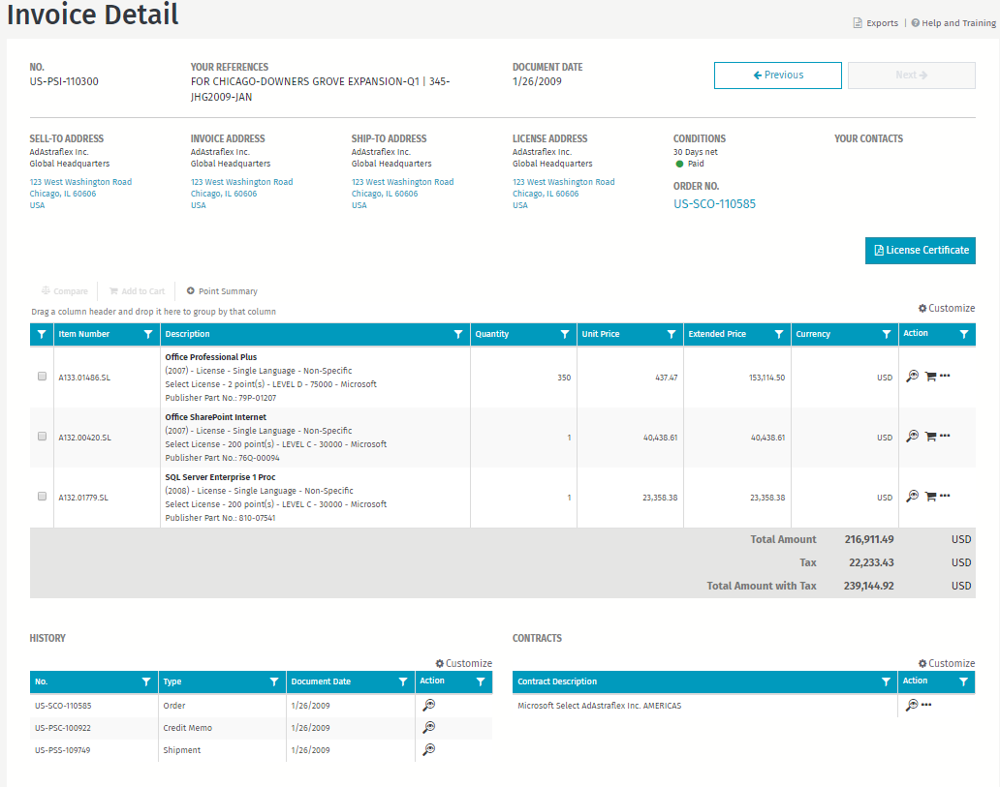 Invoice Detail
Exports | Help and Training
NO.
US-PSI-110300
YOUR REFERENCES
FOR CHICAGO-DOWNERS GROVE EXPANSION-Q1 | 345-
JHG2009-JAN
DOCUMENT DATE
1/26/2009
Previous
Next
SELL-TO ADDRESS
AdAstraflex Inc.
Global Headquarters
123 West Washington Road
Chicago, IL 60606
USA
INVOICE ADDRESS
AdAstraflex Inc.
Global Headquarters
123 West Washington Road
Chicago, IL 60606
USA
SHIP-TO ADDRESS
AdAstraflex Inc.
Global Headquarters
123 West Washington Road
Chicago, IL 60606
USA
LICENSE ADDRESS
AdAstraflex Inc.
Global Headquarters
123 West Washington Road
Chicago, IL 60606
USA
CONDITIONS
30 Days net
Paid
ORDER NO.
US-SCO-110585
YOUR CONTACTS
License Certificate
Compare Add to Cart Point Summary
Drag a column header and drop it here to group by that column
Customize
Item Number Description Quantity Unit Price Extended Price Currency Action
Office Professional Plus
(2007) - License - Single Language - Non-Specific
A133.01486.SL 350 437.47 153,114.50 USD
Select License - 2 point(s) - LEVEL D - 75000 - Microsoft
Publisher Part No.: 79P-01207
Office SharePoint Internet
(2007) - License - Single Language - Non-Specific
A132.00420.SL 1 40,438.61 40,438.61 USD
Select License - 200 point(s) - LEVEL C - 30000 - Microsoft
Publisher Part No.: 76Q-00094
SQL Server Enterprise 1 Proc
(2008) - License - Single Language - Non-Specific
A132.01779.SL 1 23,358.38 23,358.38 USD
Select License - 200 point(s) - LEVEL C - 30000 - Microsoft
Publisher Part No.: 810-07541
Total Amount 216,911.49 USD
Tax 22,233.43 USD
Total Amount with Tax 239,144.92 USD
HISTORY
Customize
No. Type Document Date Action
US-SCO-110585 Order 1/26/2009
US-PSC-100922 Credit Memo 1/26/2009
US-PSS-109749 Shipment 1/26/2009
CONTRACTS
Customize
Contract Description Action
Microsoft Select AdAstraflex Inc. AMERICAS